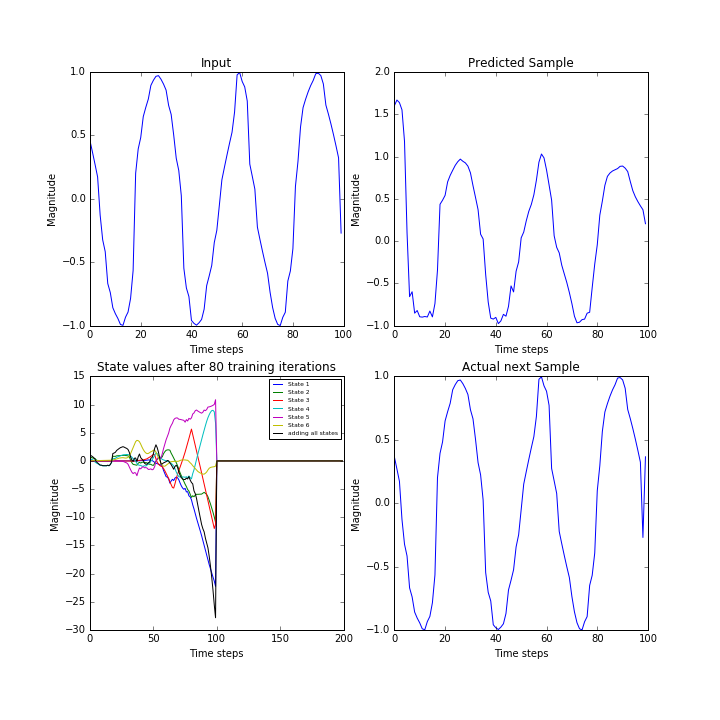 Input
1.0
0.5
0.0
−0.5
−1.0
Magnitude
0 20 40 60 80 100
Time steps
Predicted Sample
2.0
1.5
1.0
0.5
0.0
−0.5
−1.0
Magnitude
0 20 40 60 80 100
Time steps
State values after 80 training iterations
15
10
5
0
−5
−10
−15
−20
−25
−30
Magnitude
State 1
State 2
State 3
State 4
State 5
State 6
adding all states
0 50 100 150 200
Time steps
Actual next Sample
1.0
0.5
0.0
−0.5
−1.0
Magnitude
0 20 40 60 80 100
Time steps